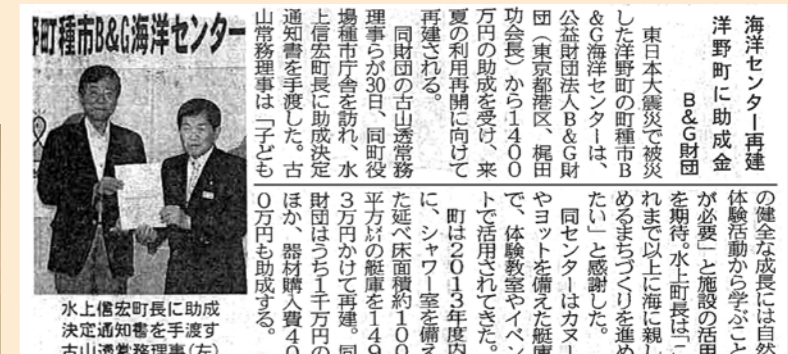 海洋センター再建
洋野町に助成金
B&G財団
東日本大震災で被災
した洋野町の町種市B
&G海洋センターは、
公益財団法人B&G財
団(東京都港区、梶田
功会長)から1400
万円の助成を受け、来
夏の利用再開に向けて
再建される。
同財団の古山透常務
理事らが30日、同町役
場種市庁舎を訪れ、水
上信宏町長に助成決定
通知書を手渡した。古
山常務理事は「子ども
の健全な成長には自然
体験活動から学ぶこと
が必要」と施設の活用
を期待。水上町長は「こ
れまで以上に海に親し
めるまちづくりを進め
たい」と感謝した。
同センターはカヌー
やヨットを備えた艇庫
で、体験教室やイベン
トで活用されてきた。
町は2013年度内
に、シャワー室を備え
た延べ床面積約100
平方㍍の艇庫を149
3万円かけて再建。同
財団はうち1千万円の
ほか、器材購入費40
0万円も助成する。
町種市B&G海洋センター
水上信宏町長に助成
決定通知書を手渡す
古山透常務理事(左)